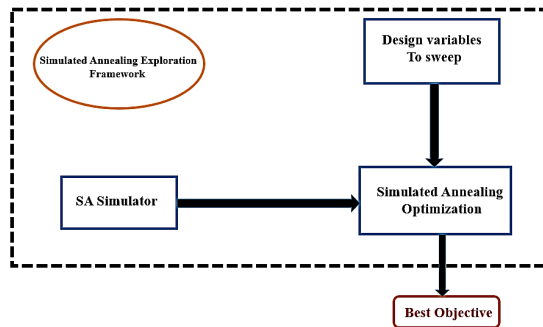 Simulated Annealing Exploration
Framework
Design variables
To sweep
SA Simulator
Simulated Annealing
Optimization
Best Objective